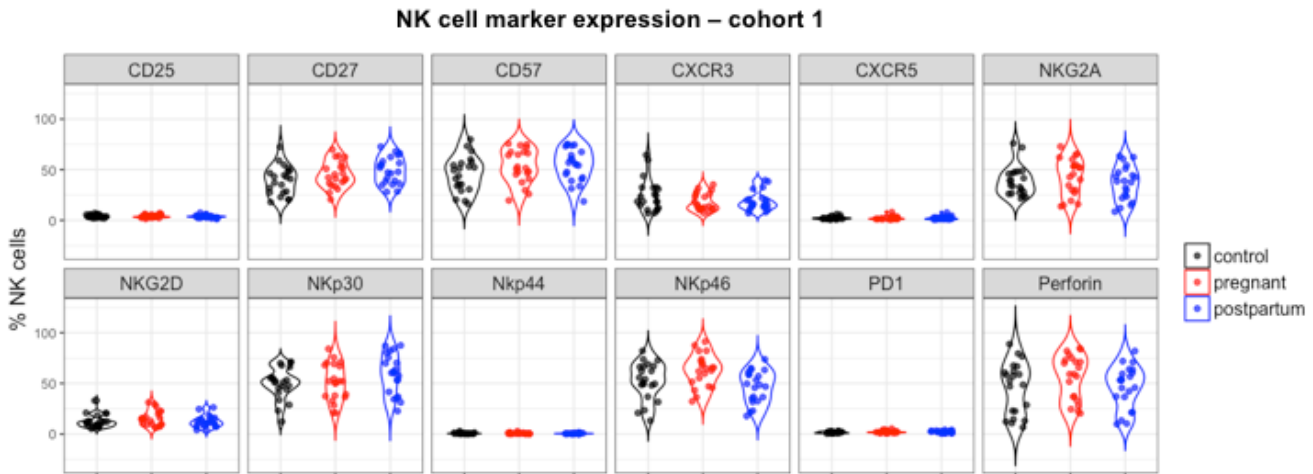 NK cell marker expression – cohort 1
CD25 CD27 CD57 CXCR3 CXCR5 NKG2A
100
50
0
NKG2D NKp30 Nkp44 NKp46 PD1 Perforin
100
50
0
% NK cells
control
pregnant
postpartum